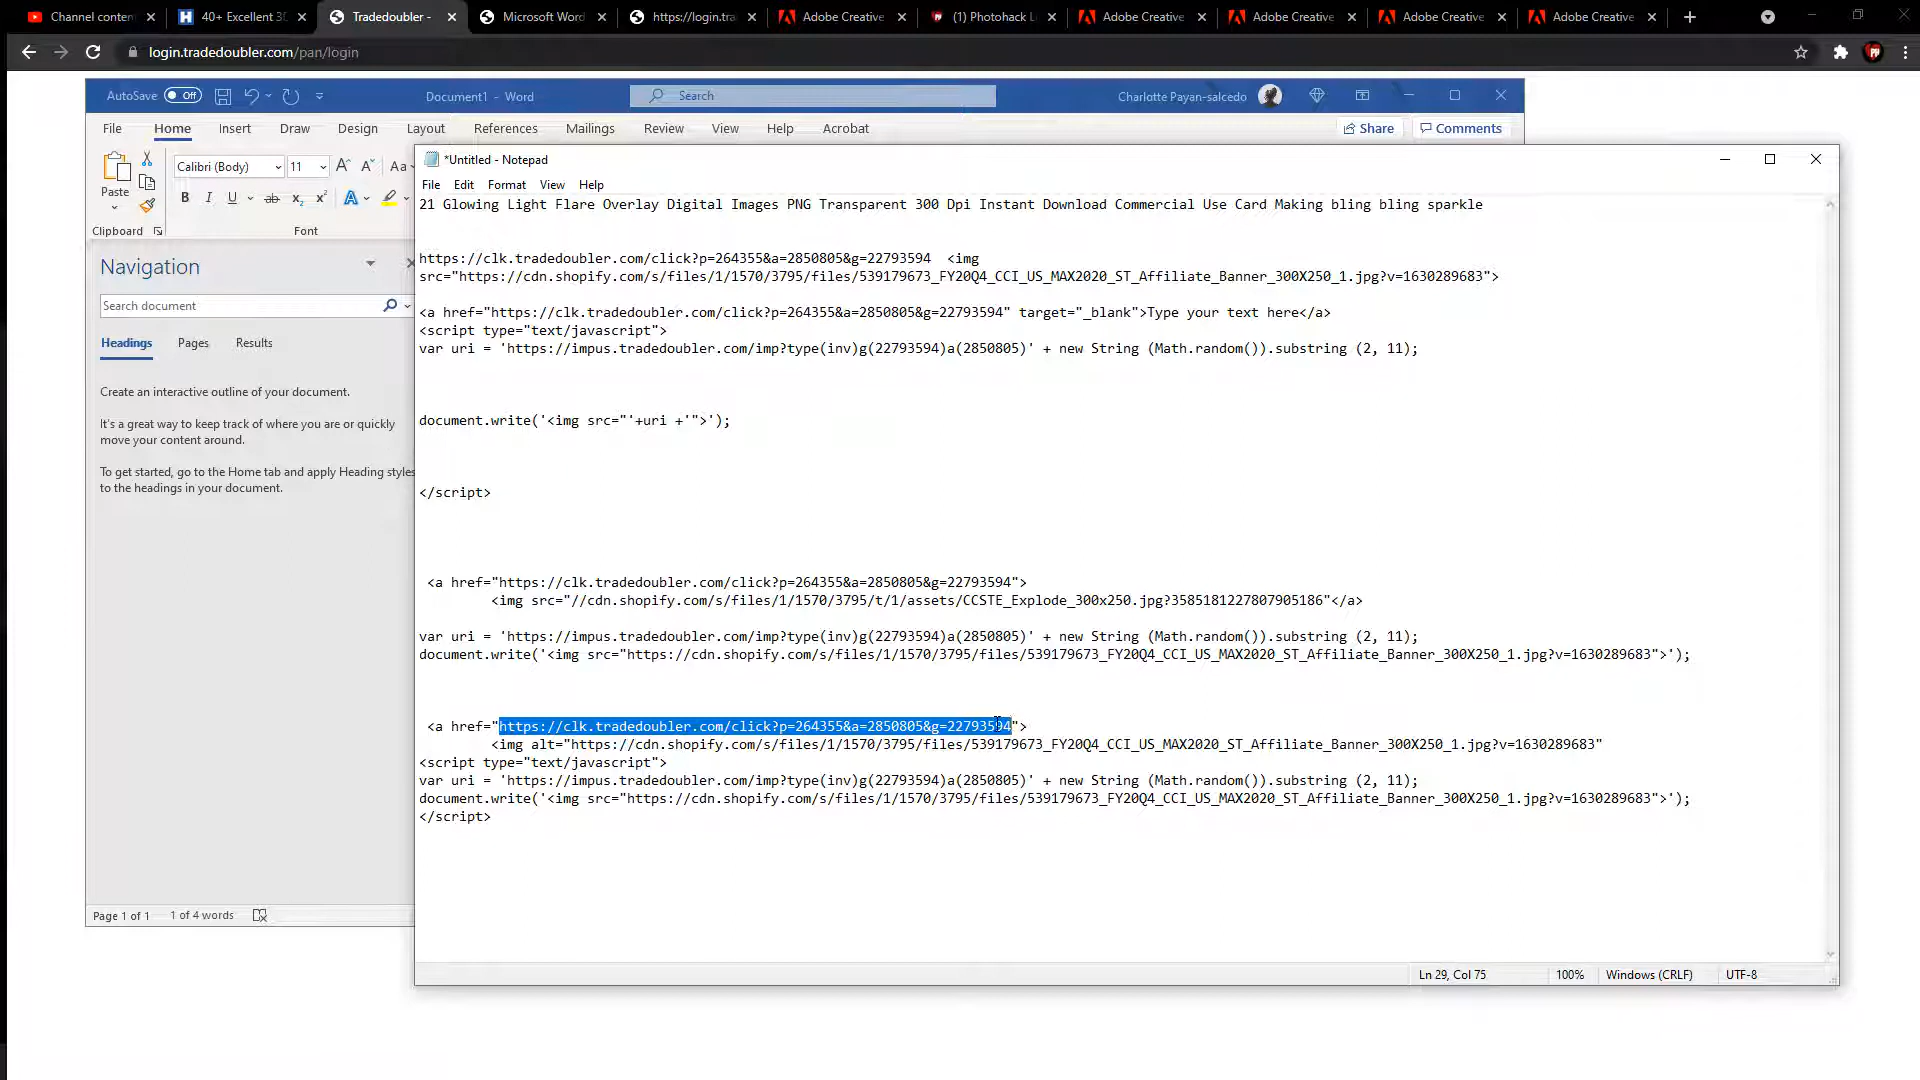 Channel content
40+ Excellent 3D
Tradedoubler -
Microsoft Word
https://login.tra
Adobe Creative
(1) Photohack L
Adobe Creative
Adobe Creative
Adobe Creative
Adobe Creative
login.tradedoubler.com/pan/login
AutoSave Off
Document1 - Word
Search
Charlotte Payan-salcedo
File Home Insert Draw Design Layout References Mailings Review View Help Acrobat
Share Comments
Calibri (Body) 11
Paste
Clipboard
Font
Navigation
Search document
Headings Pages Results
Create an interactive outline of your document.
It's a great way to keep track of where you are or quickly
move your content around.
To get started, go to the Home tab and apply Heading styles
to the headings in your document.
Page 1 of 1 1 of 4 words
*Untitled - Notepad
File Edit Format View Help
21 Glowing Light Flare Overlay Digital Images PNG Transparent 300 Dpi Instant Download Commercial Use Card Making bling bling sparkle
https://clk.tradedoubler.com/click?p=264355&a=2850805&g=22793594  <img
src="https://cdn.shopify.com/s/files/1/1570/3795/files/539179673_FY20Q4_CCI_US_MAX2020_ST_Affiliate_Banner_300X250_1.jpg?v=1630289683">
<a href="https://clk.tradedoubler.com/click?p=264355&a=2850805&g=22793594" target="_blank">Type your text here</a>
<script type="text/javascript">
var uri = 'https://impus.tradedoubler.com/imp?type(inv)g(22793594)a(2850805)' + new String (Math.random()).substring (2, 11);
document.write('<img src="'+uri +'">');
</script>
<a href="https://clk.tradedoubler.com/click?p=264355&a=2850805&g=22793594">
<img src="//cdn.shopify.com/s/files/1/1570/3795/t/1/assets/CCSTE_Explode_300x250.jpg?3585181227807905186"</a>
var uri = 'https://impus.tradedoubler.com/imp?type(inv)g(22793594)a(2850805)' + new String (Math.random()).substring (2, 11);
document.write('<img src="https://cdn.shopify.com/s/files/1/1570/3795/files/539179673_FY20Q4_CCI_US_MAX2020_ST_Affiliate_Banner_300X250_1.jpg?v=1630289683">');
<a href="https://clk.tradedoubler.com/click?p=264355&a=2850805&g=22793594">
<img alt="https://cdn.shopify.com/s/files/1/1570/3795/files/539179673_FY20Q4_CCI_US_MAX2020_ST_Affiliate_Banner_300X250_1.jpg?v=1630289683"
<script type="text/javascript">
var uri = 'https://impus.tradedoubler.com/imp?type(inv)g(22793594)a(2850805)' + new String (Math.random()).substring (2, 11);
document.write('<img src="https://cdn.shopify.com/s/files/1/1570/3795/files/539179673_FY20Q4_CCI_US_MAX2020_ST_Affiliate_Banner_300X250_1.jpg?v=1630289683">');
</script>
Ln 29, Col 75 100% Windows (CRLF) UTF-8